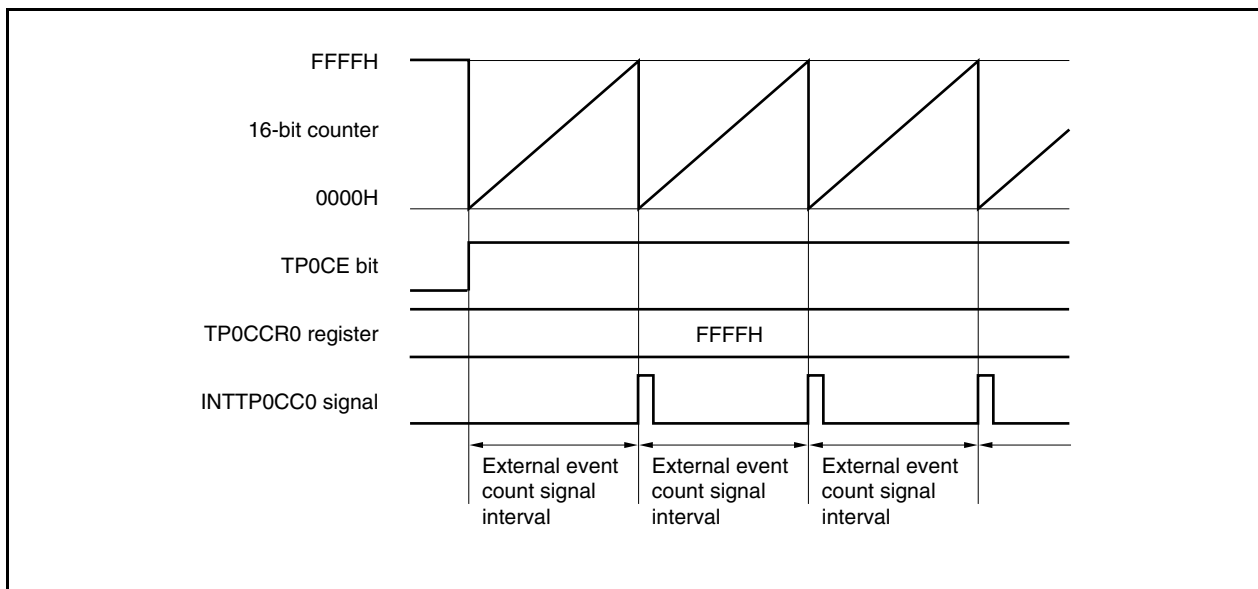 FFFFH
16-bit counter
0000H
TP0CE bit
TP0CCR0 register
FFFFH
INTTP0CC0 signal
External event
count signal
interval
External event
count signal
interval
External event
count signal
interval